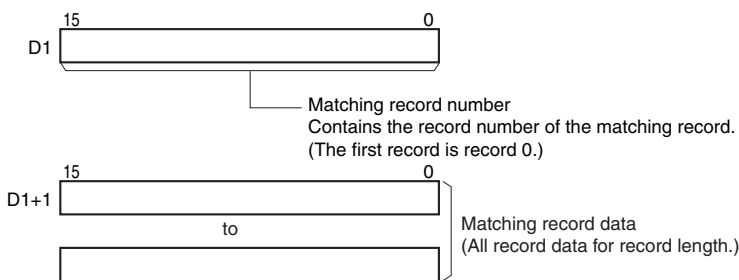 15 0
D1
Matching record number
Contains the record number of the matching record.
(The first record is record 0.)
15 0
D1+1
to
Matching record data
(All record data for record length.)